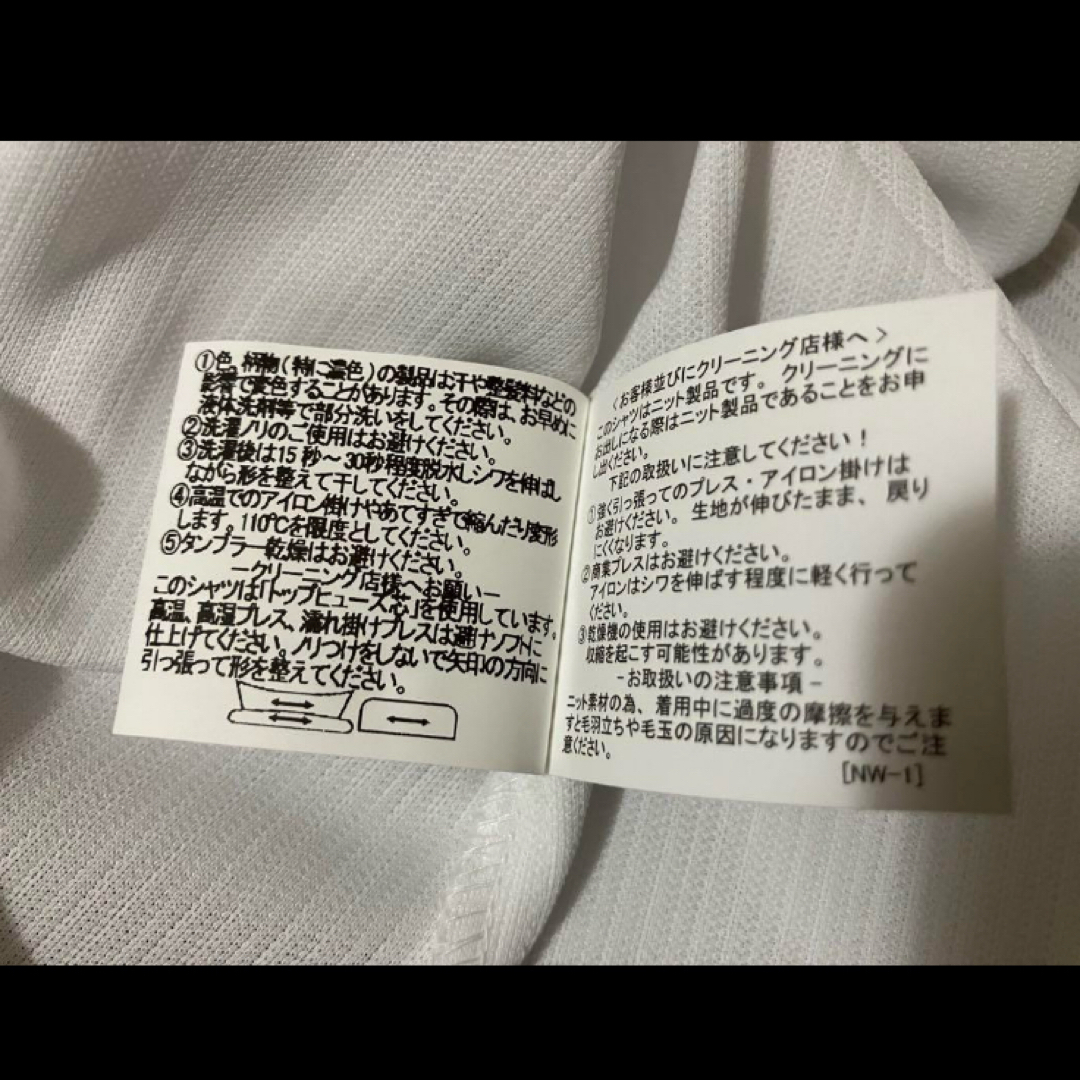 ①色、柄物(特に濃色)の製品は汗や整髪料などの
影響で変色することがあります。その際は、お早めに
液体洗剤等で部分洗いをしてください。
②洗濯ノリのご使用はお避けください。
③洗濯後は15秒～30秒程度脱水しシワを伸ばし
ながら形を整えて干してください。
④高温でのアイロン掛けやあてすぎで縮んだり変形
します。110℃を限度としてください。
⑤タンブラー乾燥はお避けください。
ークリーニング店様へお願いー
このシャツは「トップヒューズ芯」を使用しています。
高温、高湿プレス、濡れ掛けプレスは避けソフトに
仕上げてください。ノリつけをしないで矢印の方向に
引っ張って形を整えてください。
＜お客様並びにクリーニング店様へ＞
このシャツはニット製品です。クリーニングに
お出しになる際はニット製品であることをお申
し出ください。
下記の取扱いに注意してください！
①強く引っ張ってのプレス・アイロン掛けは
お避けください。生地が伸びたまま、戻り
にくくなります。
②商業プレスはお避けください。
アイロンはシワを伸ばす程度に軽く行って
ください。
③乾燥機の使用はお避けください。
収縮を起こす可能性があります。
-お取扱いの注意事項-
ニット素材の為、着用中に過度の摩擦を与えま
すと毛羽立ちや毛玉の原因になりますのでご注
意ください。
[NW-1]